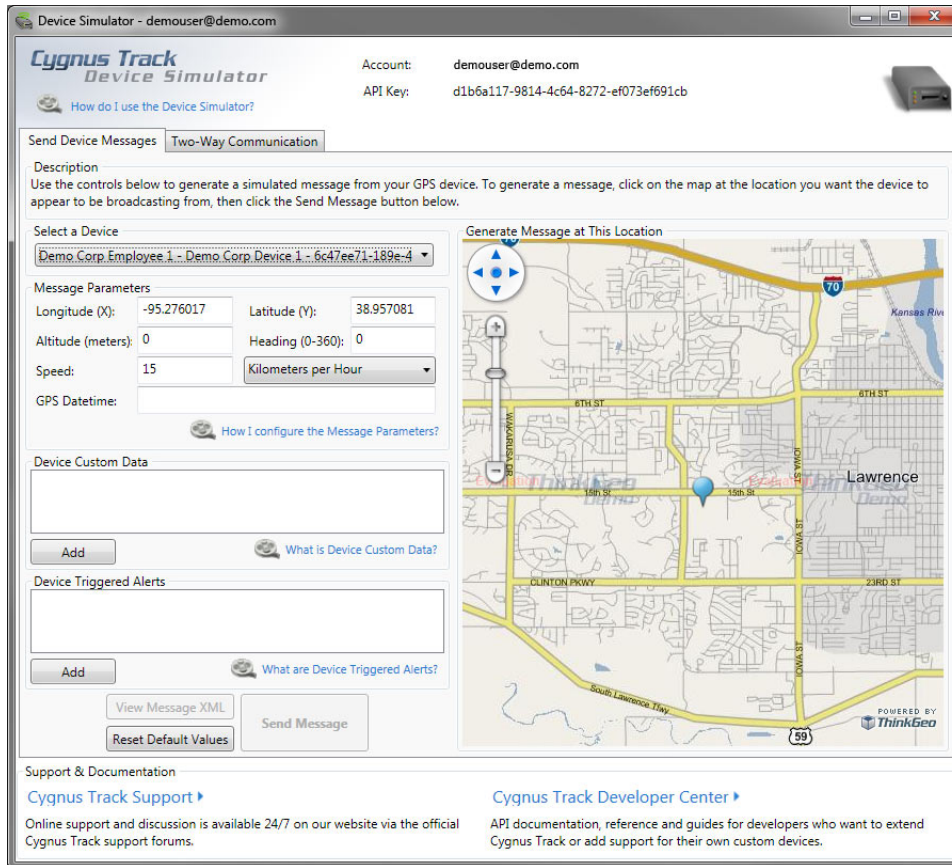 Device Simulator - demouser@demo.com
Cygnus Track
Device Simulator
How do I use the Device Simulator?
Account: demouser@demo.com
API Key: d1b6a117-9814-4c64-8272-ef073ef691cb
Send Device Messages
Two-Way Communication
Description
Use the controls below to generate a simulated message from your GPS device. To generate a message, click on the map at the location you want the device to
appear to be broadcasting from, then click the Send Message button below.
Select a Device
Demo Corp Employee 1 - Demo Corp Device 1 - 6c47ee71-189e-4
Message Parameters
Longitude (X): -95.276017 Latitude (Y): 38.957081
Altitude (meters): 0 Heading (0-360): 0
Speed: 15 Kilometers per Hour
GPS Datetime:
How I configure the Message Parameters?
Device Custom Data
Add
What is Device Custom Data?
Device Triggered Alerts
Add
What are Device Triggered Alerts?
View Message XML
Reset Default Values
Send Message
Generate Message at This Location
70
70
Kansas Rive
6TH ST
6TH ST
WAKARUSA DR
IOWA ST
IOWA ST
Lawrence
15th St
15th St
ThinkGeo
Demo
ThinkGeo
Demo
IOWA ST
CLINTON PKWY
23RD ST
IOWA ST
South Lawrence Tfwy
59
POWERED BY
ThinkGeo
Support & Documentation
Cygnus Track Support
Online support and discussion is available 24/7 on our website via the official
Cygnus Track support forums.
Cygnus Track Developer Center
API documentation, reference and guides for developers who want to extend
Cygnus Track or add support for their own custom devices.